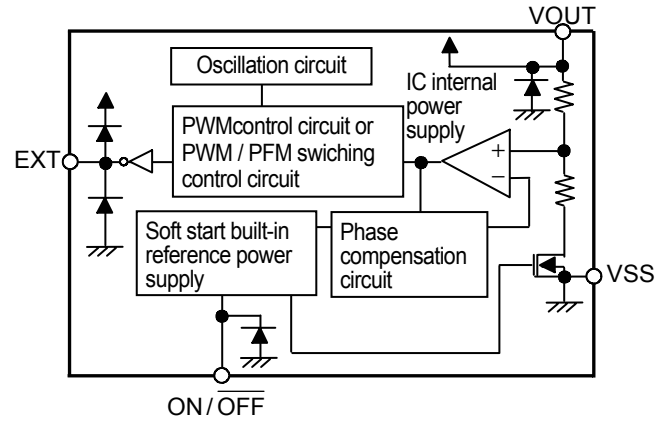 VOUT
Oscillation circuit
IC internal
power
supply
PWMcontrol circuit or
PWM / PFM swiching
control circuit
EXT
+
−
Soft start built-in
reference power
supply
Phase
compensation
circuit
VSS
ON / OFF